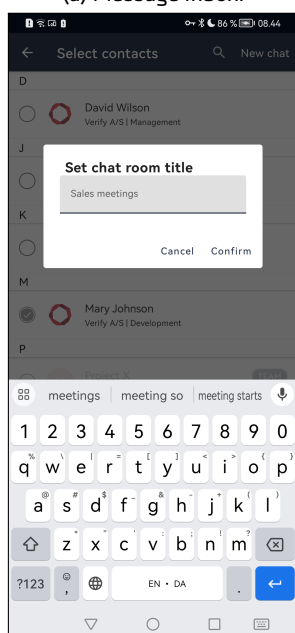 (a) Message inbox.
86 % 08.44
Select contacts New chat
D
David Wilson
Verify A/S | Management
J
Set chat room title
Sales meetings
K
Cancel Confirm
M
Mary Johnson
Verify A/S | Development
P
Project X TEAM
meetings meeting so meeting starts
1 2 3 4 5 6 7 8 9 0
% \ | = [ ] < > { }
q w e r t y u i o p
@ # $ - & - + ( )
a s d f g h j k l
* " ' : ; ! ?
z x c v b n m
?123 , EN • DA .